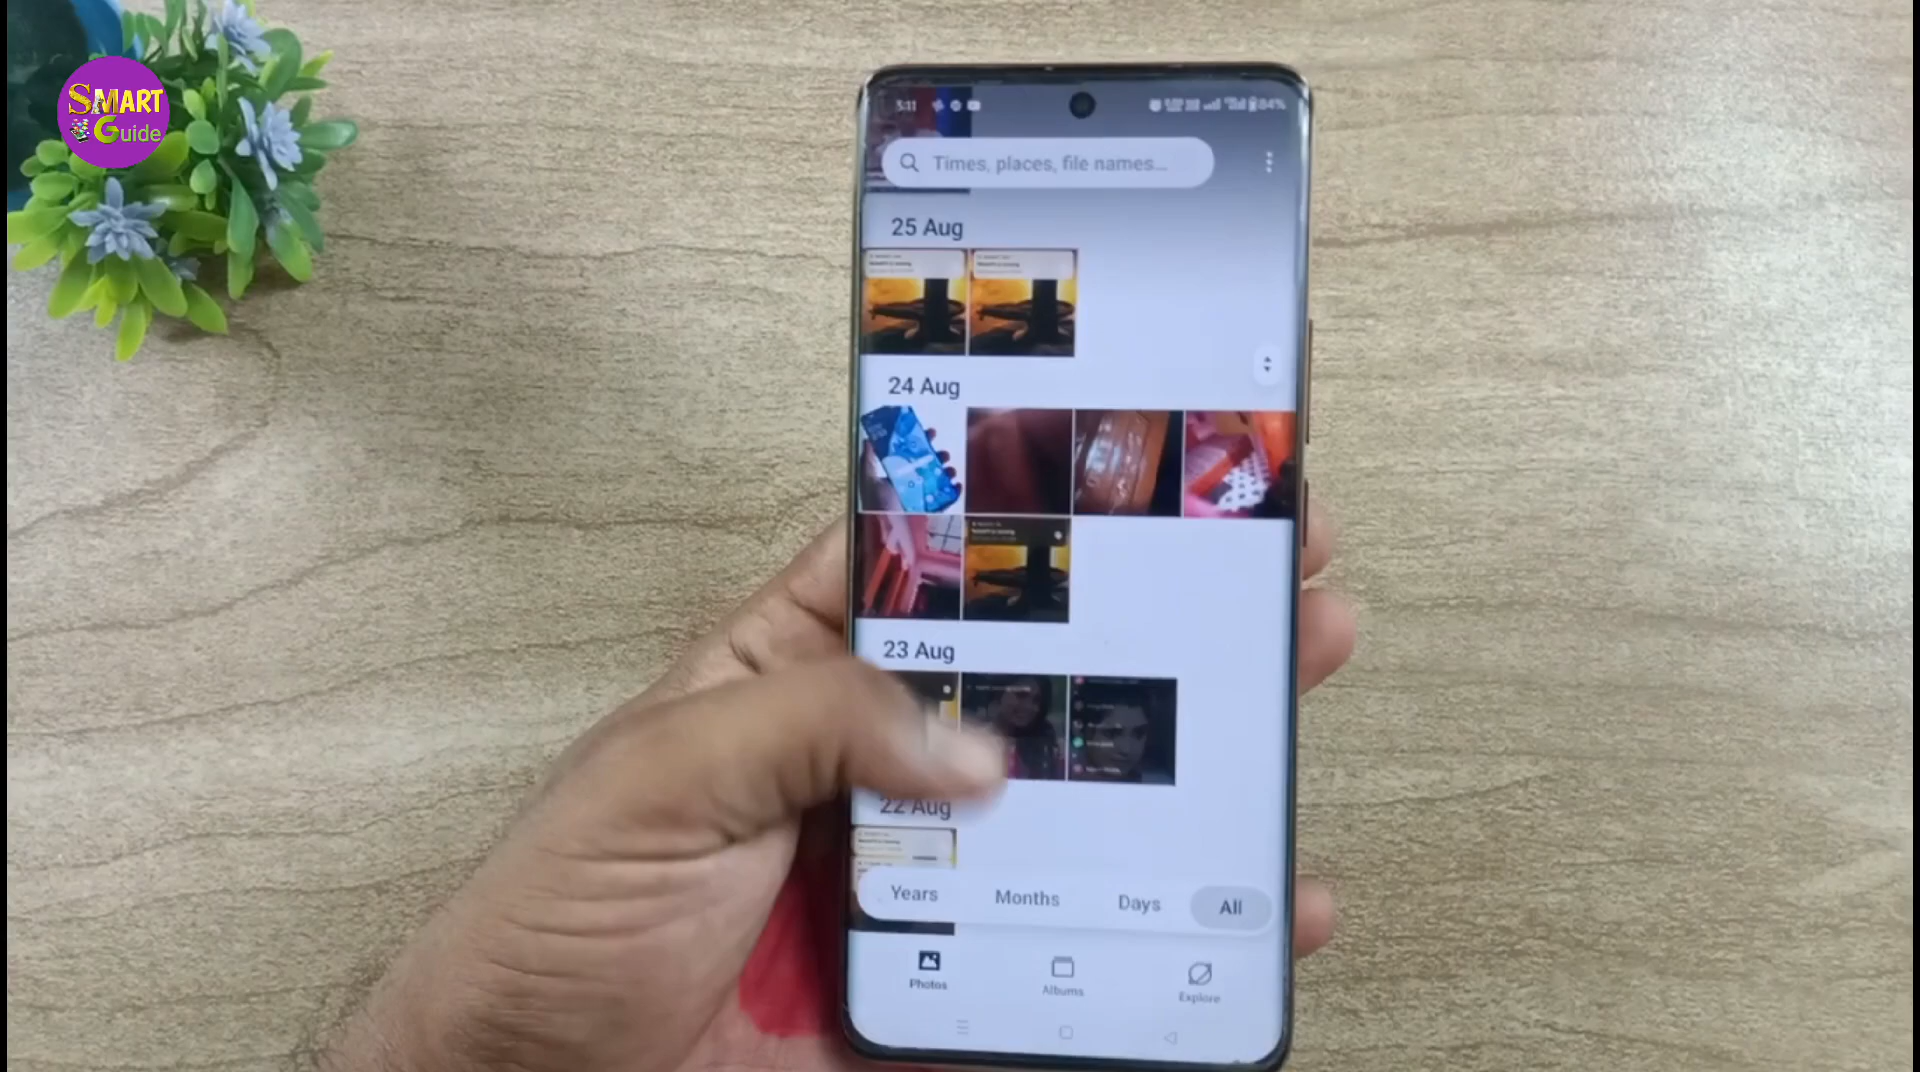 SMART
Guide
84%
Times, places, file names...
25 Aug
24 Aug
23 Aug
22 Aug
Years
Months
Days
All
Photos
Albums
Explore